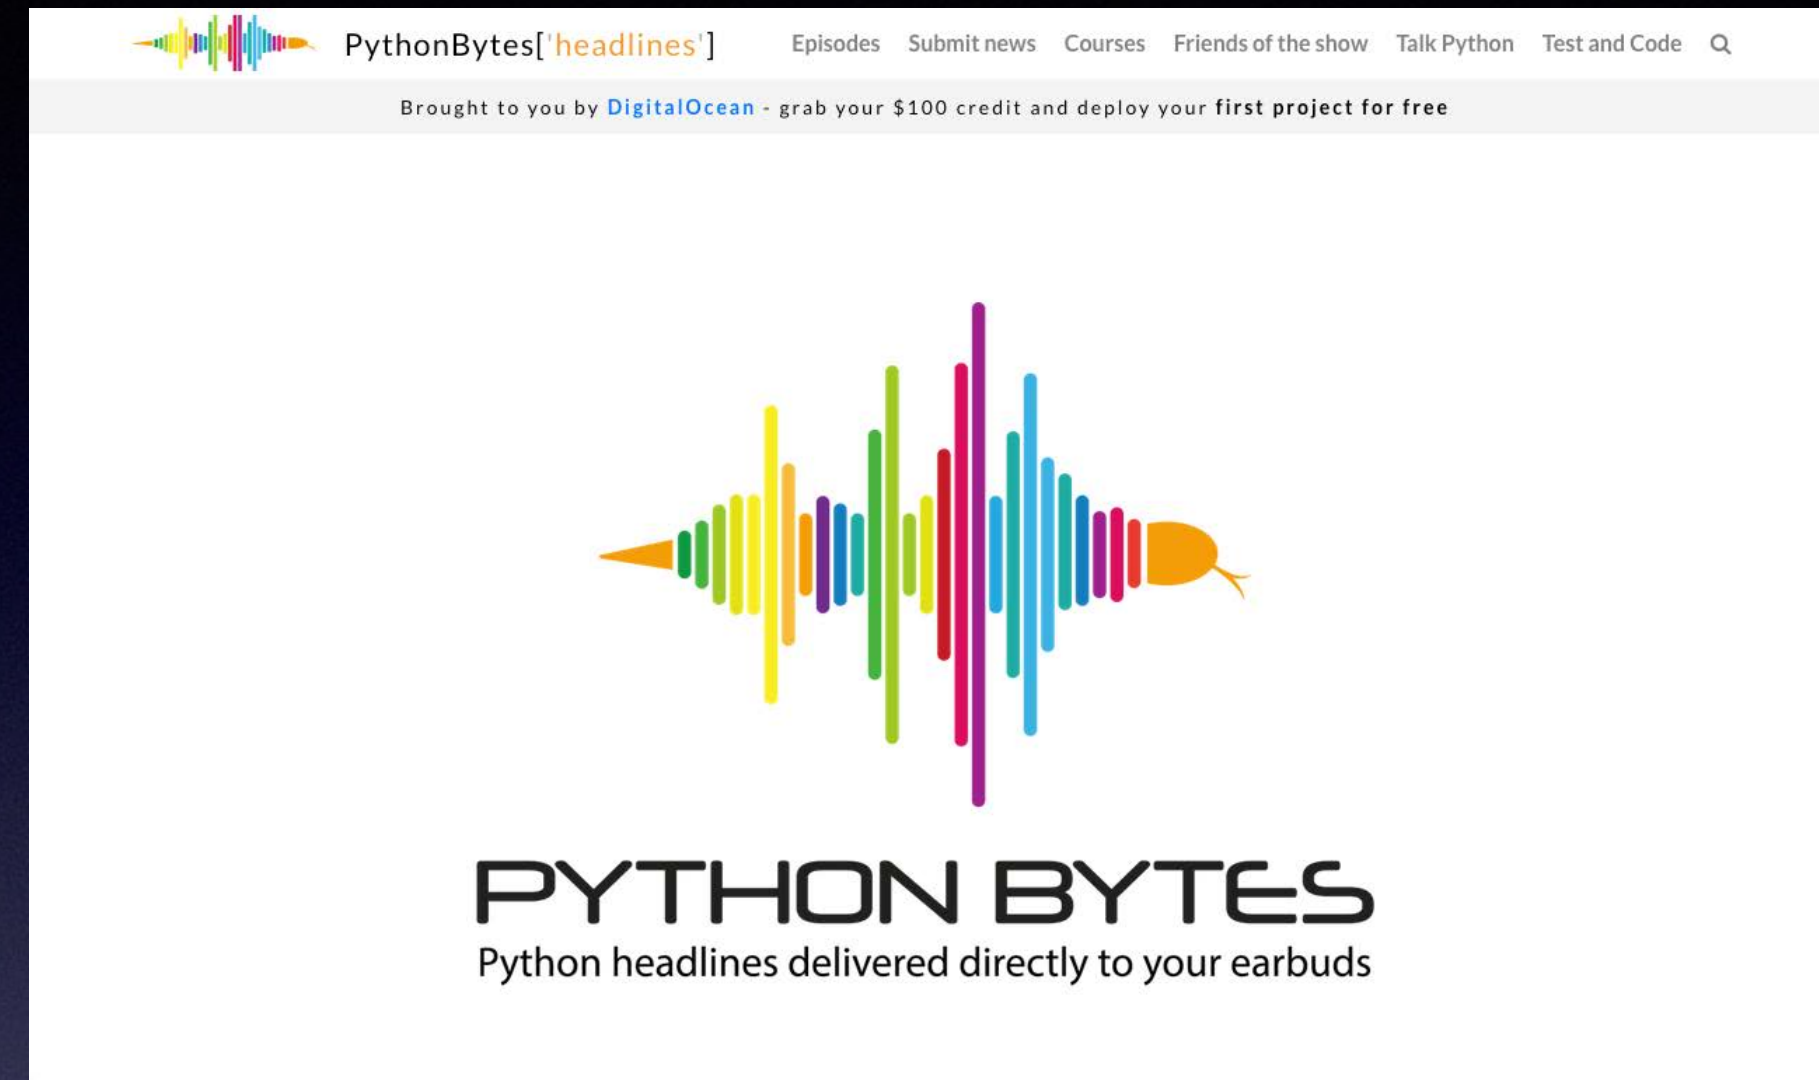 PythonBytes['headlines'] Episodes Submit news Courses Friends of the show Talk Python Test and Code
Brought to you by DigitalOcean - grab your $100 credit and deploy your first project for free
PYTHON BYTES
Python headlines delivered directly to your earbuds